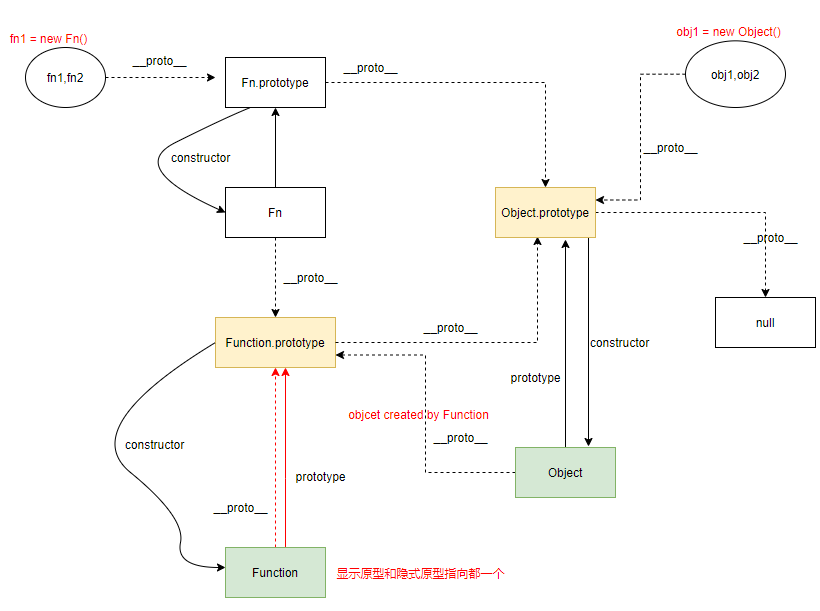 fn1 = new Fn()
obj1 = new Object()
fn1,fn2
__proto__
Fn.prototype
__proto__
obj1,obj2
constructor
__proto__
Fn
Object.prototype
__proto__
__proto__
null
Function.prototype
__proto__
constructor
prototype
objcet created by Function
constructor
__proto__
Object
prototype
__proto__
Function
显示原型和隐式原型指向都一个